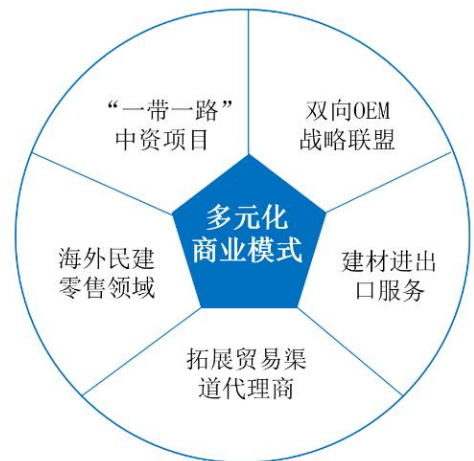 “一带一路”
中资项目
双向OEM
战略联盟
多元化
商业模式
海外民建
零售领域
建材进出
口服务
拓展贸易渠
道代理商